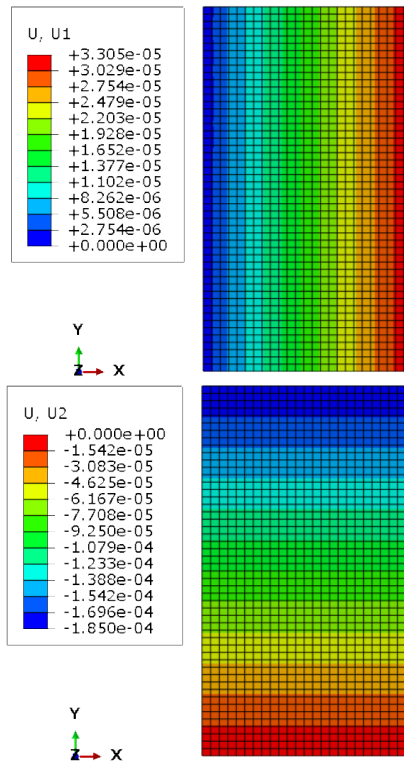 U, U1
+3.305e-05
+3.029e-05
+2.754e-05
+2.479e-05
+2.203e-05
+1.928e-05
+1.652e-05
+1.377e-05
+1.102e-05
+8.262e-06
+5.508e-06
+2.754e-06
+0.000e+00
Y
Z X
U, U2
+0.000e+00
-1.542e-05
-3.083e-05
-4.625e-05
-6.167e-05
-7.708e-05
-9.250e-05
-1.079e-04
-1.233e-04
-1.388e-04
-1.542e-04
-1.696e-04
-1.850e-04
Y
Z X